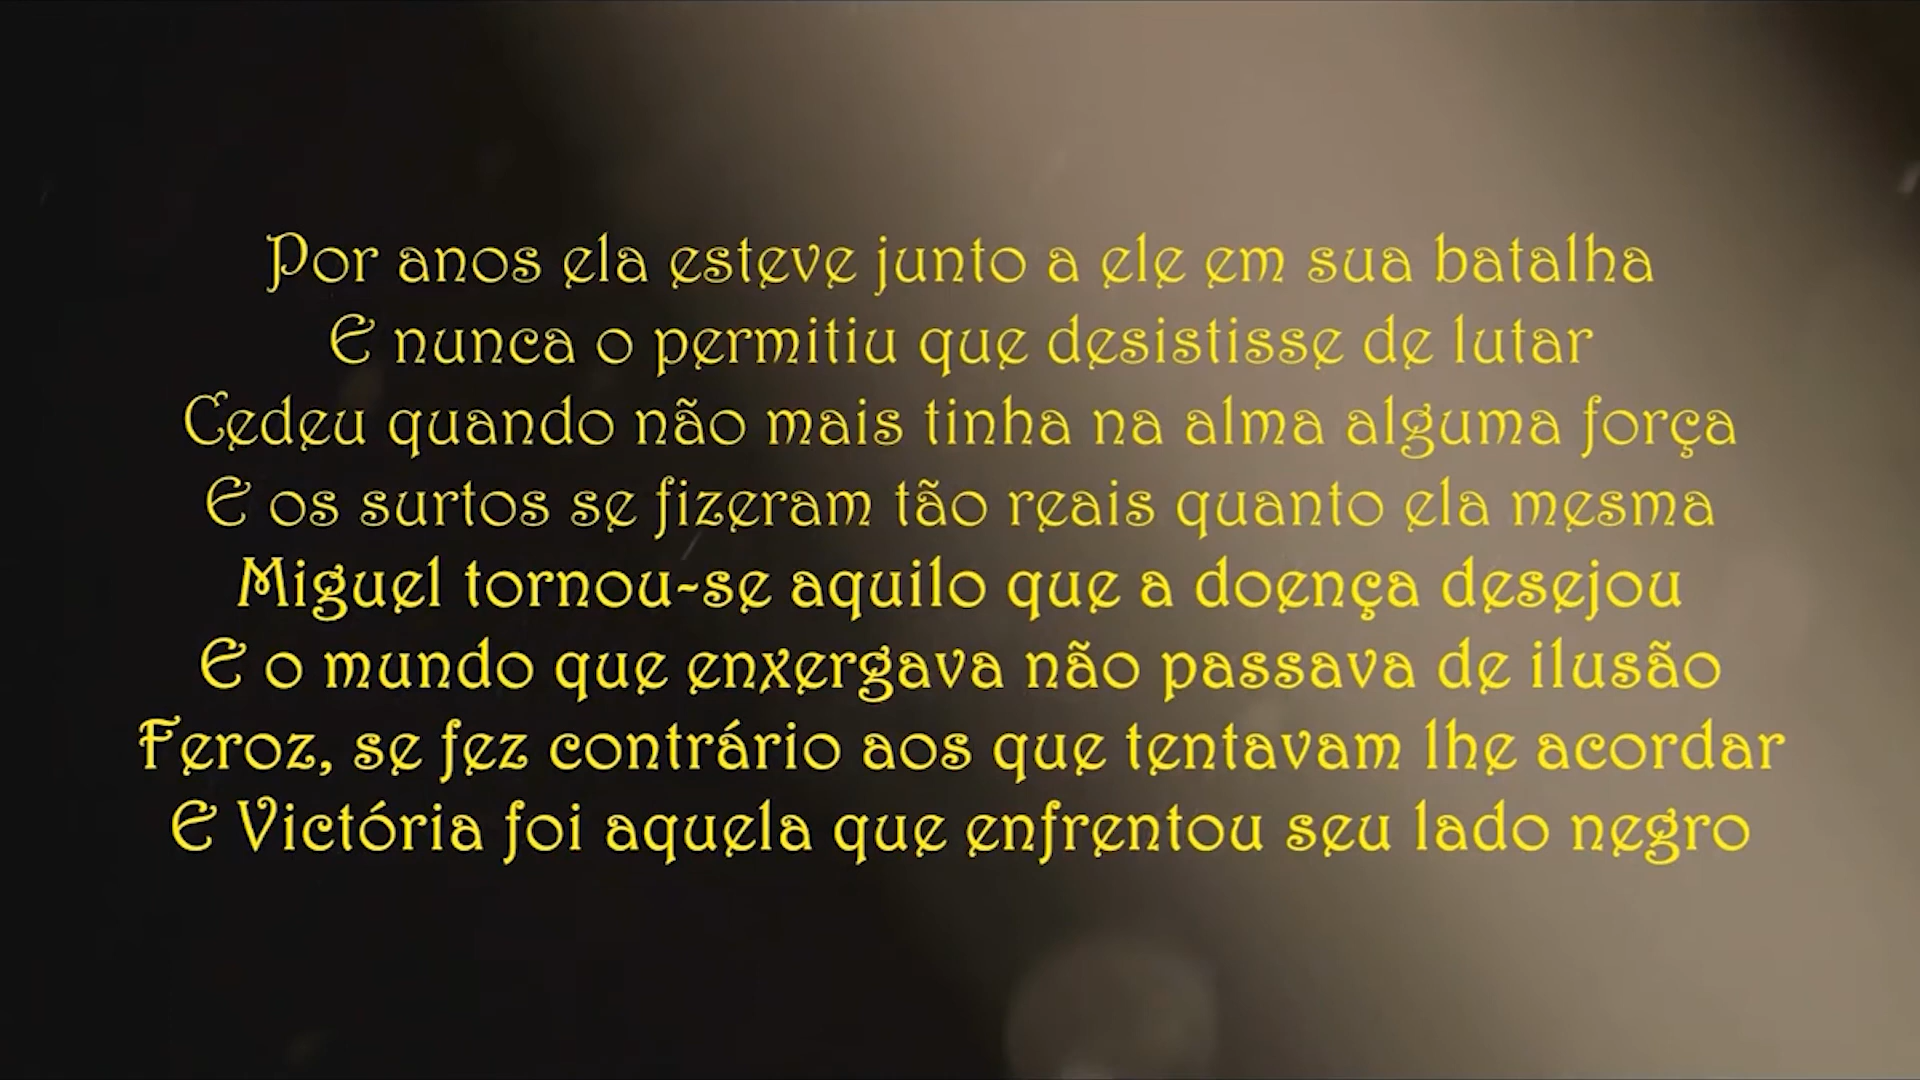 Por anos ela esteve junto a ele em sua batalha
E nunca o permitiu que desistisse de lutar
Cedeu quando não mais tinha na alma alguma força
E os surtos se fizeram tão reais quanto ela mesma
Miguel tornou-se aquilo que a doença desejou
E o mundo que enxergava não passava de ilusão
Feroz, se fez contrário aos que tentavam lhe acordar
E Victória foi aquela que enfrentou seu lado negro